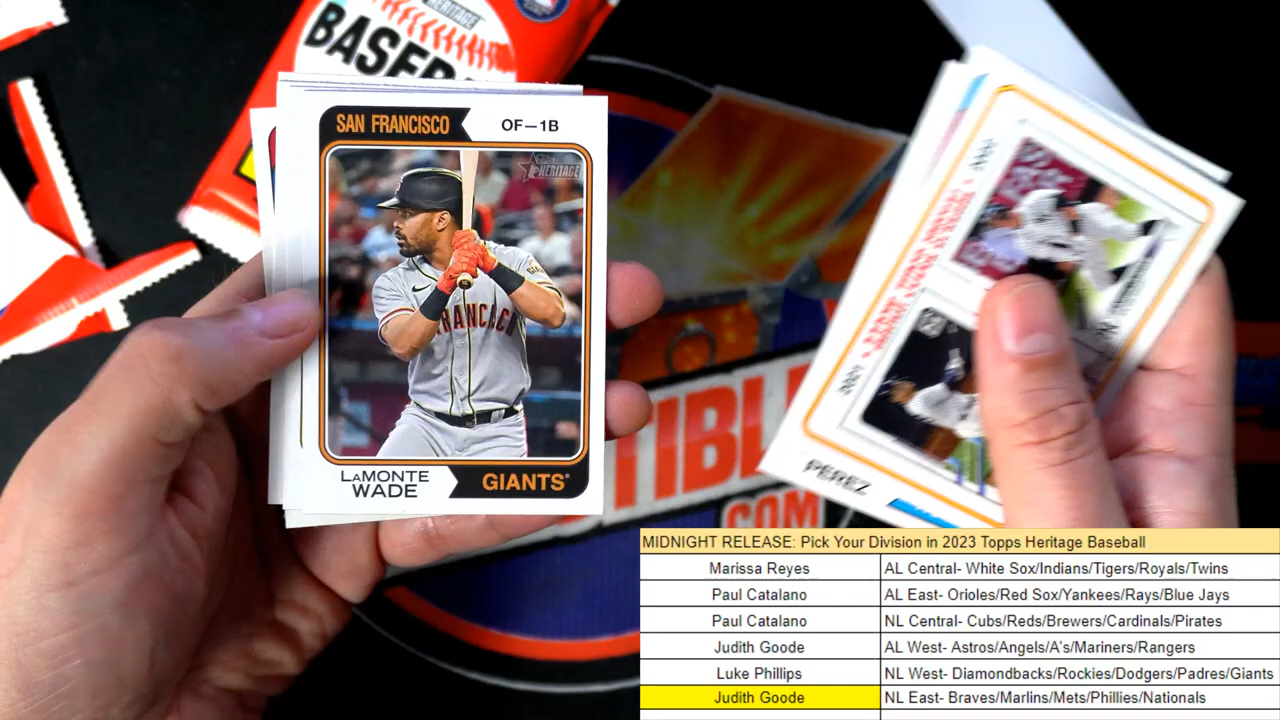 HERITAGE
BASEB
SAN FRANCISCO
OF—1B
HERITAGE
FRANCISCO
LaMONTE
WADE
GIANTS
PEREZ
TIBL
.COM
MIDNIGHT RELEASE: Pick Your Division in 2023 Topps Heritage Baseball
Marissa Reyes AL Central- White Sox/Indians/Tigers/Royals/Twins
Paul Catalano AL East- Orioles/Red Sox/Yankees/Rays/Blue Jays
Paul Catalano NL Central- Cubs/Reds/Brewers/Cardinals/Pirates
Judith Goode AL West- Astros/Angels/A's/Mariners/Rangers
Luke Phillips NL West- Diamondbacks/Rockies/Dodgers/Padres/Giants
Judith Goode NL East- Braves/Marlins/Mets/Phillies/Nationals